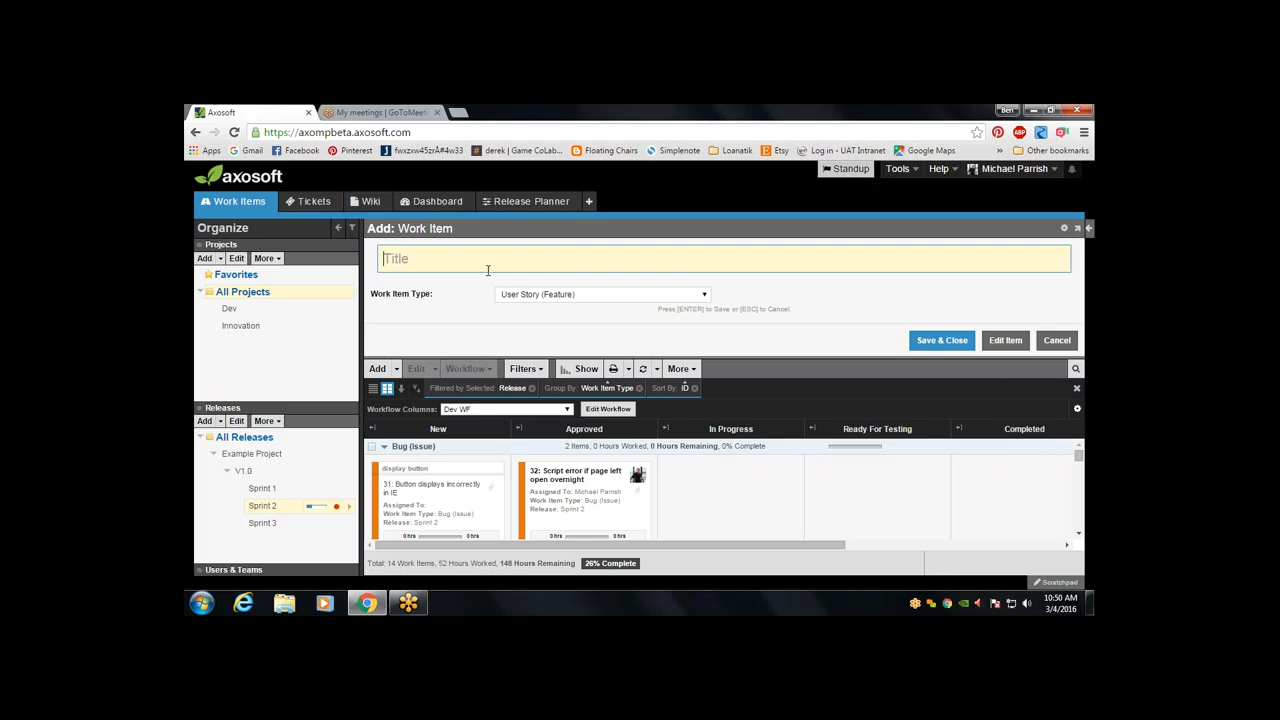 Axosoft
My meetings | GoToMeeti
Ben
https://axompbeta.axosoft.com
Apps Gmail Facebook Pinterest fwxzxw45zrÅ#4w33 derek | Game CoLab... Floating Chairs Simplenote Loanatik Etsy Log in - UAT Intranet Google Maps » Other bookmarks
axosoft
Standup Tools Help Michael Parrish
Work Items Tickets Wiki Dashboard Release Planner +
Organize
Projects
Add Edit More
Favorites
All Projects
Dev
Innovation
Releases
Add Edit More
All Releases
Example Project
V1.0
Sprint 1
Sprint 2
Sprint 3
Users & Teams
Add: Work Item
Title
Work Item Type: User Story (Feature)
Press [ENTER] to Save or [ESC] to Cancel.
Save & Close Edit Item Cancel
Add Edit Workflow Filters Show More
Filtered by Selected: Release Group By: Work Item Type Sort By: ID
Workflow Columns: Dev WF Edit Workflow
New Approved In Progress Ready For Testing Completed
Bug (Issue) 2 Items, 0 Hours Worked, 0 Hours Remaining, 0% Complete
display button
31: Button displays incorrectly
in IE
Assigned To:
Work Item Type: Bug (Issue)
Release: Sprint 2
0 hrs 0 hrs
32: Script error if page left
open overnight
Assigned To: Michael Parrish
Work Item Type: Bug (Issue)
Release: Sprint 2
0 hrs 0 hrs
Total: 14 Work Items, 52 Hours Worked, 148 Hours Remaining 26% Complete
Scratchpad
10:50 AM
3/4/2016